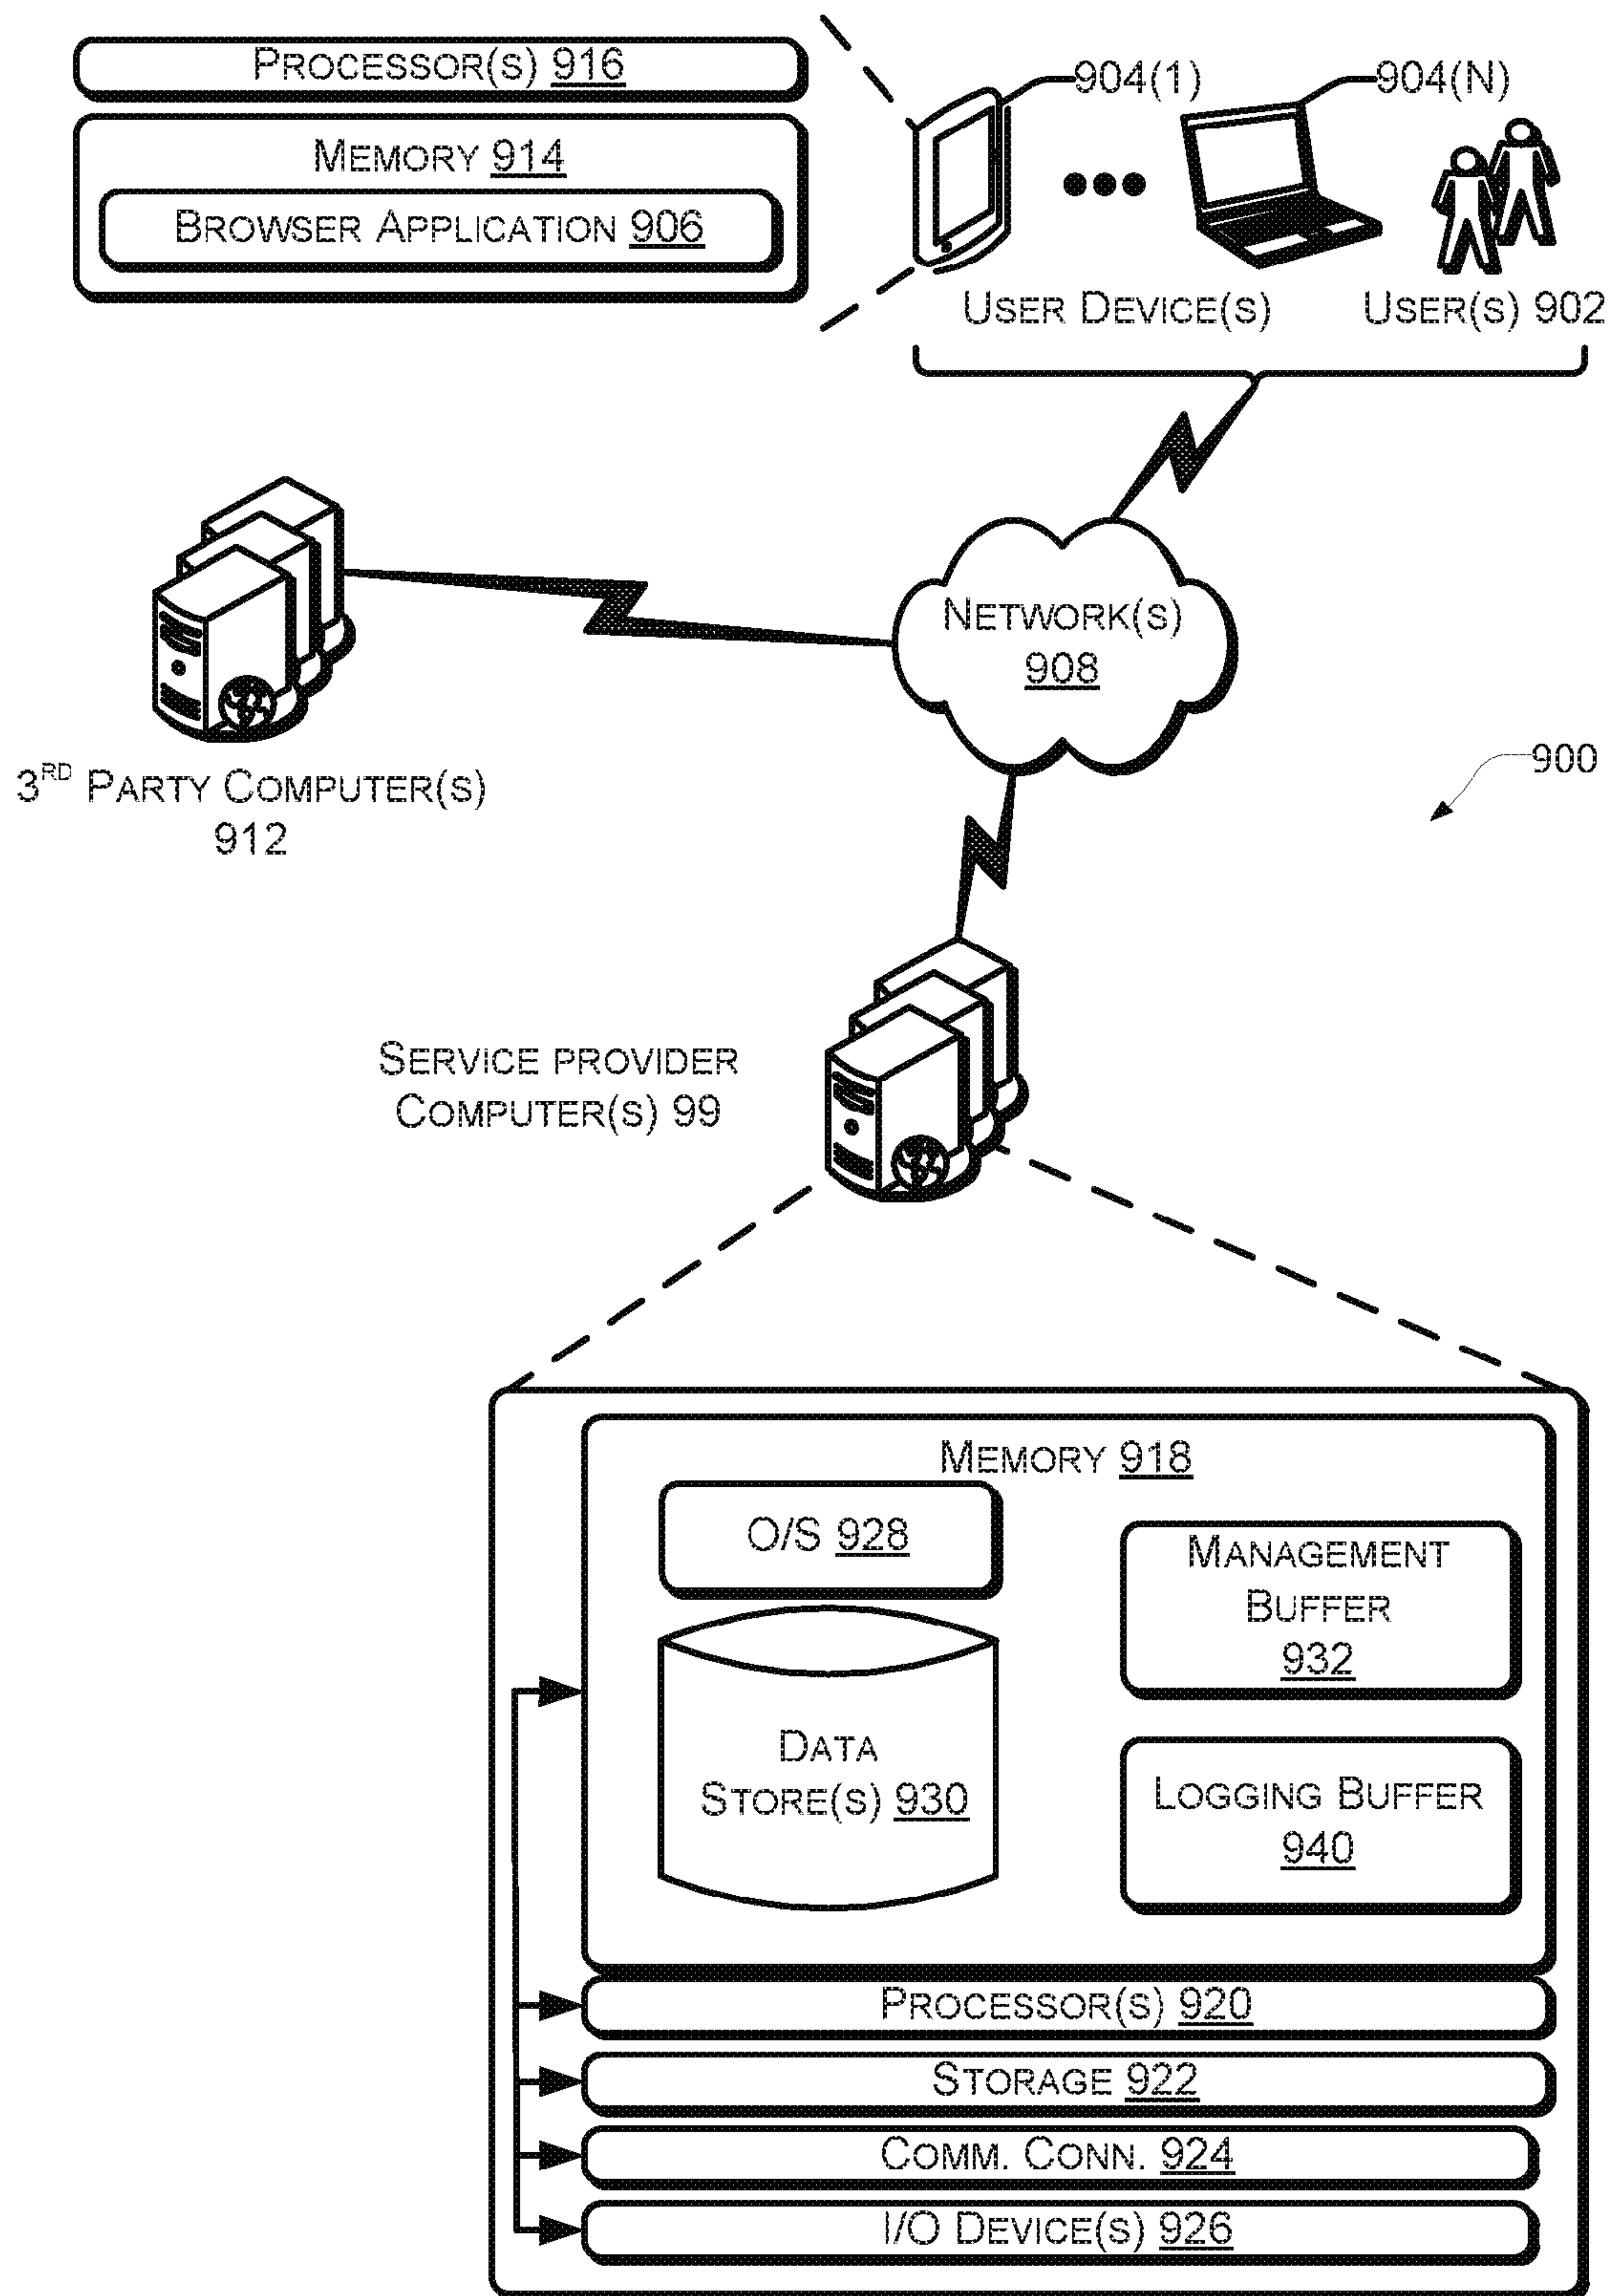 PROCESSOR(S) 916
MEMORY 914
BROWSER APPLICATION 906
904(1)
904(N)
USER DEVICE(S)
USER(S) 902
NETWORK(S)
908
3RD PARTY COMPUTER(S)
912
900
SERVICE PROVIDER
COMPUTER(S) 99
MEMORY 918
O/S 928
MANAGEMENT
BUFFER
932
DATA
STORE(S) 930
LOGGING BUFFER
940
PROCESSOR(S) 920
STORAGE 922
COMM. CONN. 924
I/O DEVICE(S) 926